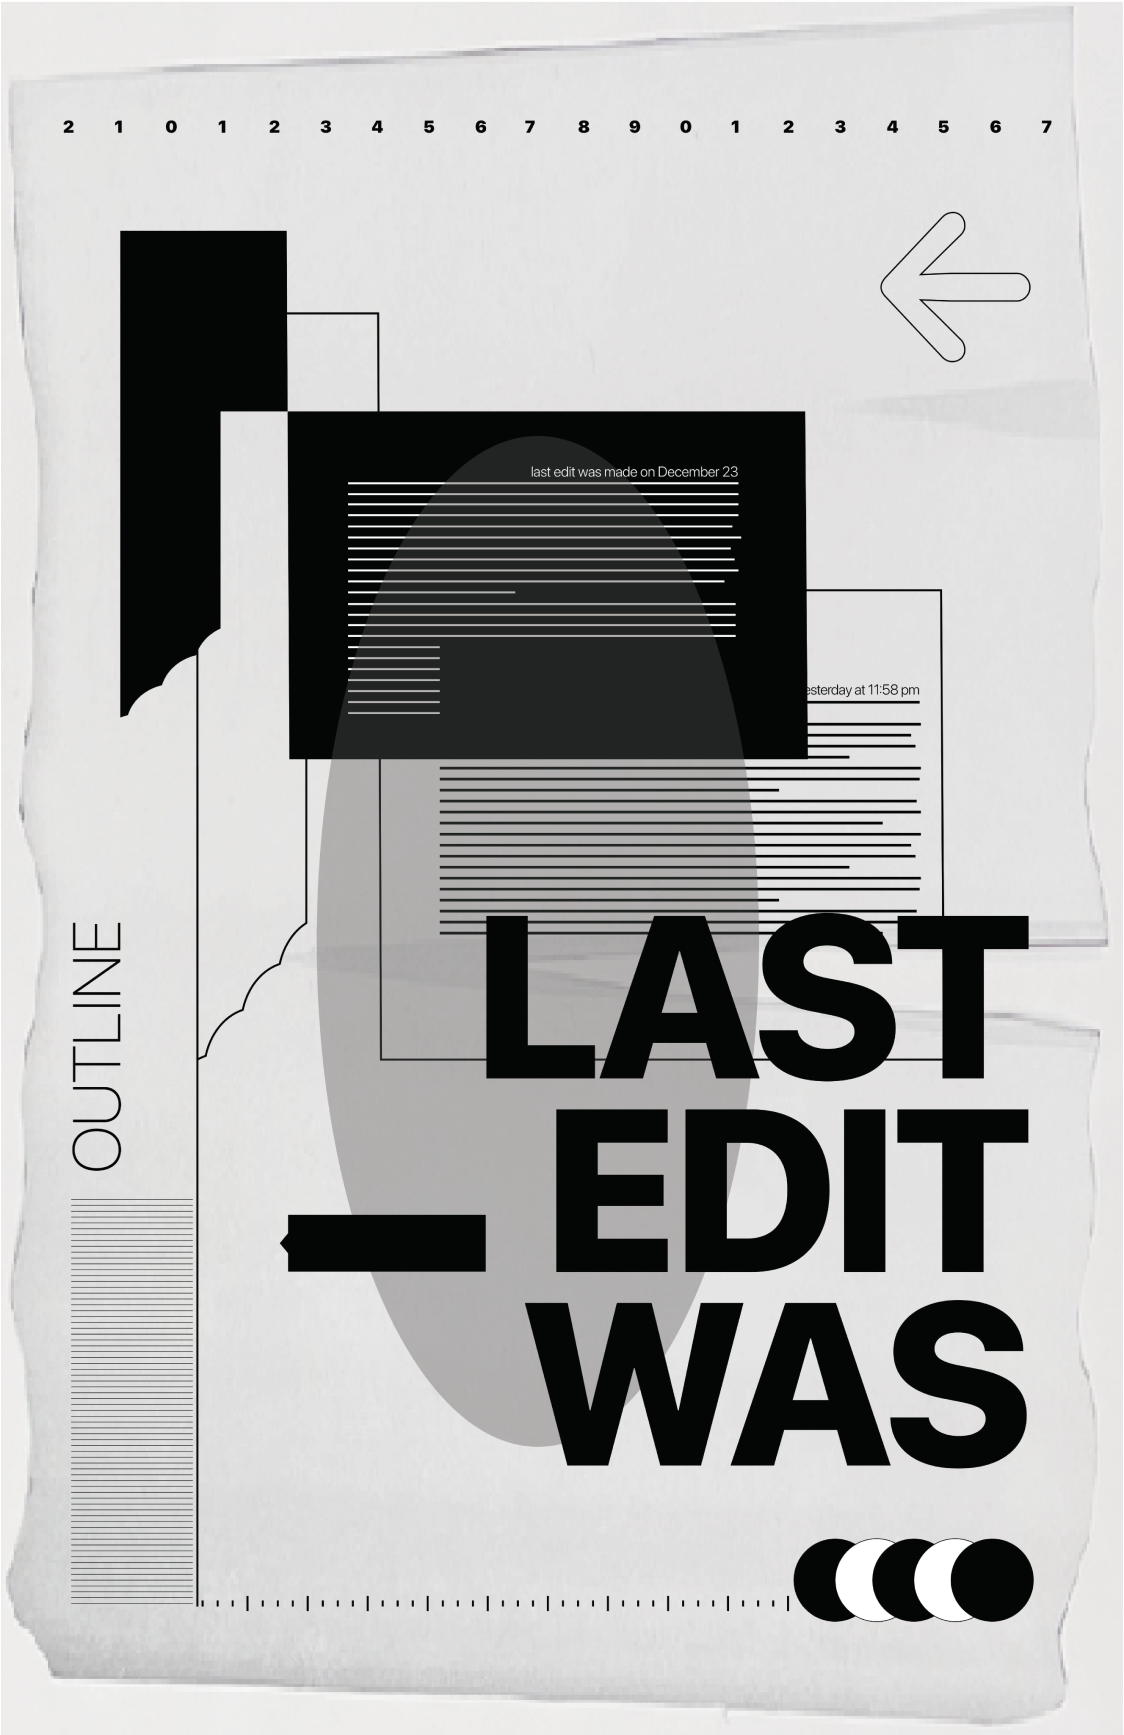 2 1 0 1 2 3 4 5 6 7 8 9 0 1 2 3 4 5 6 7
last edit was made on December 23
esterday at 11:58 pm
OUTLINE
LAST
EDIT
WAS